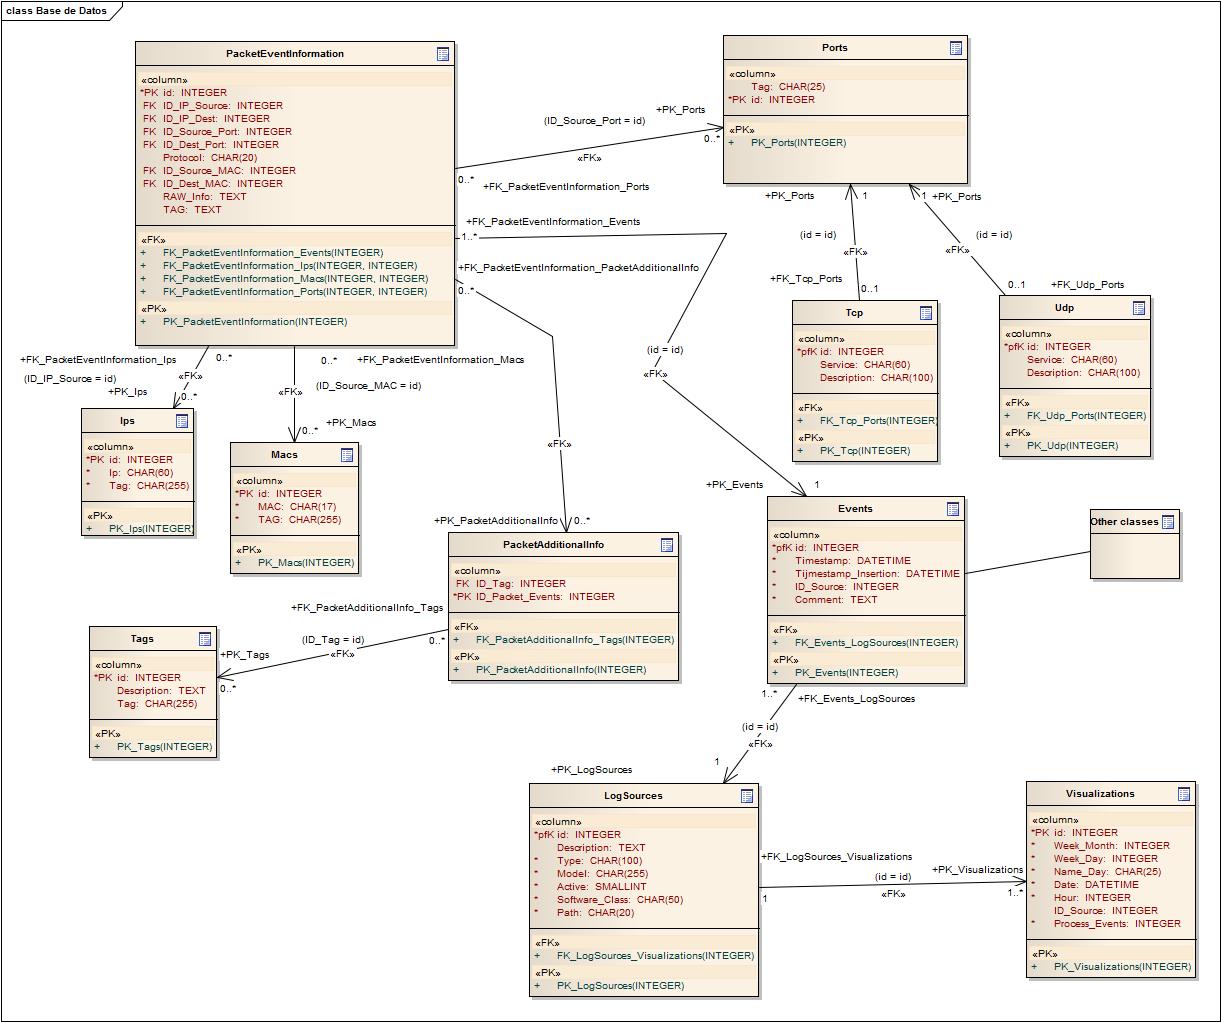 class Base de Datos
PacketEventInformation
«column»
*PK id: INTEGER
FK ID_IP_Source: INTEGER
FK ID_IP_Dest: INTEGER
FK ID_Source_Port: INTEGER
FK ID_Dest_Port: INTEGER
Protocol: CHAR(20)
FK ID_Source_MAC: INTEGER
FK ID_Dest_MAC: INTEGER
RAW_Info: TEXT
TAG: TEXT
«FK»
+ FK_PacketEventInformation_Events(INTEGER)
+ FK_PacketEventInformation_Ips(INTEGER, INTEGER)
+ FK_PacketEventInformation_Macs(INTEGER, INTEGER)
+ FK_PacketEventInformation_Ports(INTEGER, INTEGER)
«PK»
+ PK_PacketEventInformation(INTEGER)
Ports
«column»
Tag: CHAR(25)
*PK id: INTEGER
«PK»
+ PK_Ports(INTEGER)
+PK_Ports
(ID_Source_Port = id)
0..*
«FK»
0..*
+FK_PacketEventInformation_Ports
+FK_PacketEventInformation_Events
1..*
+FK_PacketEventInformation_PacketAdditionalInfo
0..*
+PK_Ports
1
(id = id)
«FK»
+FK_Tcp_Ports
0..1
1
+PK_Ports
(id = id)
«FK»
0..1
+FK_Udp_Ports
Tcp
«column»
*pfK id: INTEGER
Service: CHAR(60)
Description: CHAR(100)
«FK»
+ FK_Tcp_Ports(INTEGER)
«PK»
+ PK_Tcp(INTEGER)
Udp
«column»
*pfK id: INTEGER
Service: CHAR(60)
Description: CHAR(100)
«FK»
+ FK_Udp_Ports(INTEGER)
«PK»
+ PK_Udp(INTEGER)
(id = id)
«FK»
+PK_Events
1
+FK_PacketEventInformation_Ips
0..*
(ID_IP_Source = id)
«FK»
+PK_Ips
0..*
0..*
+FK_PacketEventInformation_Macs
(ID_Source_MAC = id)
«FK»
0..*
+PK_Macs
Ips
«column»
*PK id: INTEGER
* Ip: CHAR(60)
* Tag: CHAR(255)
«PK»
+ PK_Ips(INTEGER)
Macs
«column»
*PK id: INTEGER
* MAC: CHAR(17)
* TAG: CHAR(255)
«PK»
+ PK_Macs(INTEGER)
«FK»
+PK_PacketAdditionalInfo
0..*
PacketAdditionalInfo
«column»
FK ID_Tag: INTEGER
*PK ID_Packet_Events: INTEGER
«FK»
+ FK_PacketAdditionalInfo_Tags(INTEGER)
«PK»
+ PK_PacketAdditionalInfo(INTEGER)
Events
«column»
*pfK id: INTEGER
* Timestamp: DATETIME
* Tijmestamp_Insertion: DATETIME
* ID_Source: INTEGER
* Comment: TEXT
«FK»
+ FK_Events_LogSources(INTEGER)
«PK»
+ PK_Events(INTEGER)
Other classes
+FK_PacketAdditionalInfo_Tags
0..*
(ID_Tag = id)
«FK»
+PK_Tags
0..*
Tags
«column»
*PK id: INTEGER
Description: TEXT
Tag: CHAR(255)
«PK»
+ PK_Tags(INTEGER)
1..*
+FK_Events_LogSources
(id = id)
«FK»
1
+PK_LogSources
LogSources
«column»
*pfK id: INTEGER
Description: TEXT
* Type: CHAR(100)
* Model: CHAR(255)
* Active: SMALLINT
* Software_Class: CHAR(50)
* Path: CHAR(20)
«FK»
+ FK_LogSources_Visualizations(INTEGER)
«PK»
+ PK_LogSources(INTEGER)
+FK_LogSources_Visualizations
1
(id = id)
«FK»
+PK_Visualizations
1..*
Visualizations
«column»
*PK id: INTEGER
* Week_Month: INTEGER
* Week_Day: INTEGER
* Name_Day: CHAR(25)
* Date: DATETIME
* Hour: INTEGER
ID_Source: INTEGER
* Process_Events: INTEGER
«PK»
+ PK_Visualizations(INTEGER)